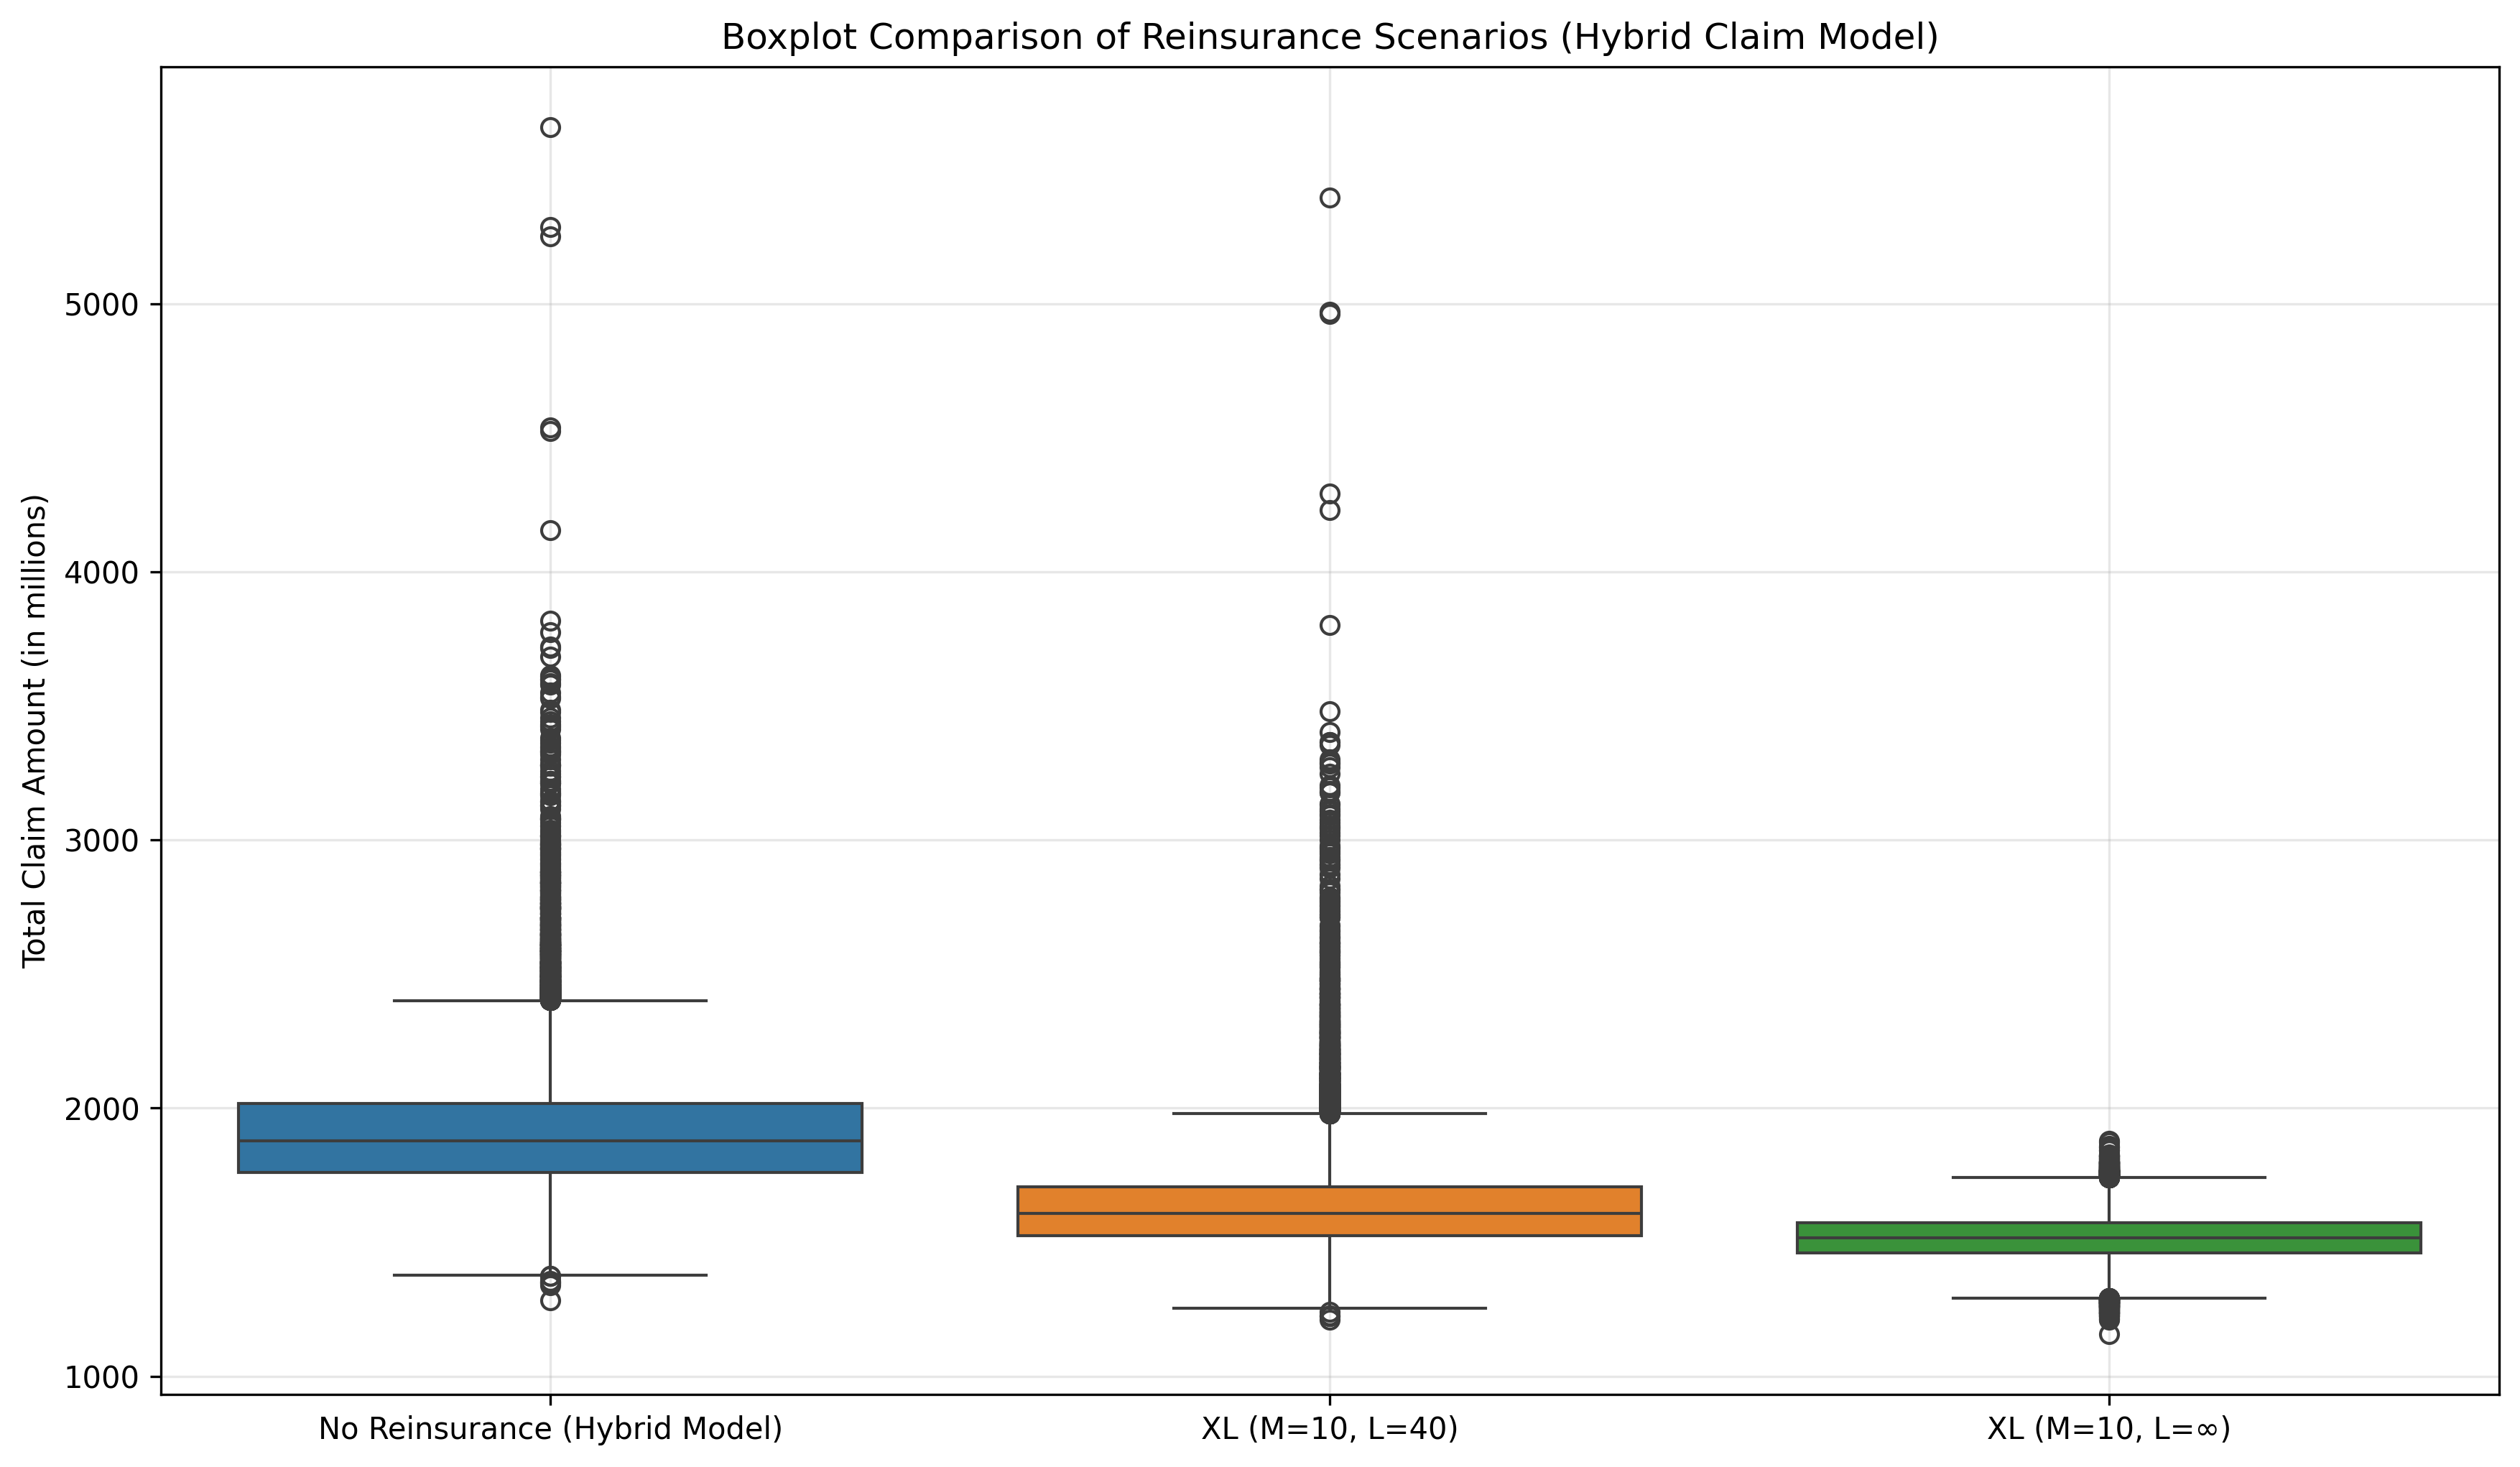 Boxplot Comparison of Reinsurance Scenarios (Hybrid Claim Model)
Total Claim Amount (in millions)
5000
4000
3000
2000
1000
No Reinsurance (Hybrid Model)
XL (M=10, L=40)
XL (M=10, L=∞)